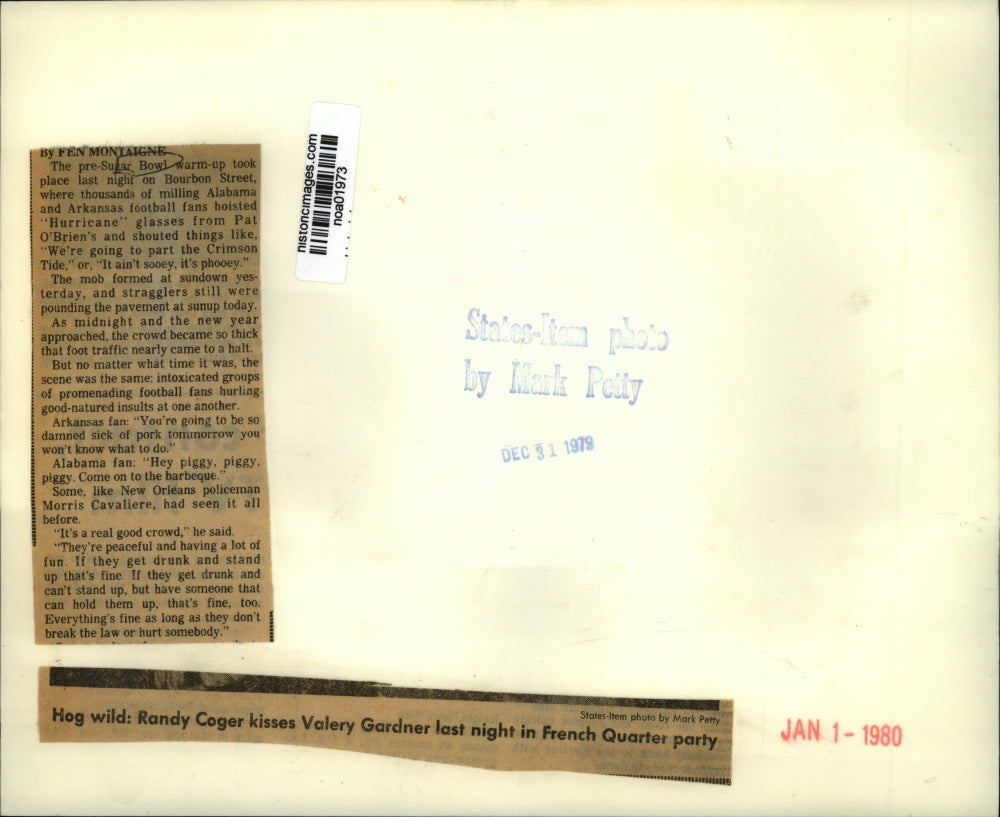 By FEN MONTAIGNE
The pre-Sugar Bowl warm-up took
place last night on Bourbon Street,
where thousands of milling Alabama
and Arkansas football fans hoisted
"Hurricane" glasses from Pat
O'Brien's and shouted things like,
"We're going to part the Crimson
Tide," or, "It ain't sooey, it's phooey."
The mob formed at sundown yes-
terday, and stragglers still were
pounding the pavement at sunup today.
As midnight and the new year
approached, the crowd became so thick
that foot traffic nearly came to a halt.
But no matter what time it was, the
scene was the same: intoxicated groups
of promenading football fans hurling
good-natured insults at one another.
Arkansas fan: "You're going to be so
damned sick of pork tommorrow you
won't know what to do."
Alabama fan: "Hey piggy, piggy,
piggy. Come on to the barbeque."
Some, like New Orleans policeman
Morris Cavaliere, had seen it all
before.
"It's a real good crowd," he said.
"They're peaceful and having a lot of
fun. If they get drunk and stand
up that's fine. If they get drunk and
can't stand up, but have someone that
can hold them up, that's fine, too.
Everything's fine as long as they don't
break the law or hurt somebody."
historicimages.com
noa01973
States-Item photo
by Mark Petty
DEC 31 1979
States-Item photo by Mark Petty
Hog wild: Randy Coger kisses Valery Gardner last night in French Quarter party
JAN 1- 1980